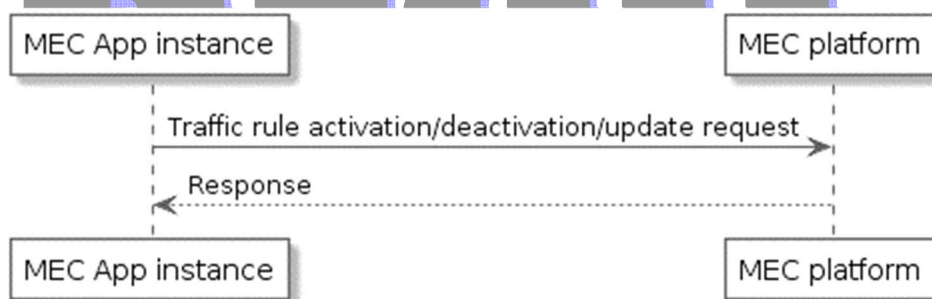 MEC App instance
MEC platform
Traffic rule activation/deactivation/update request
Response
MEC App instance
MEC platform